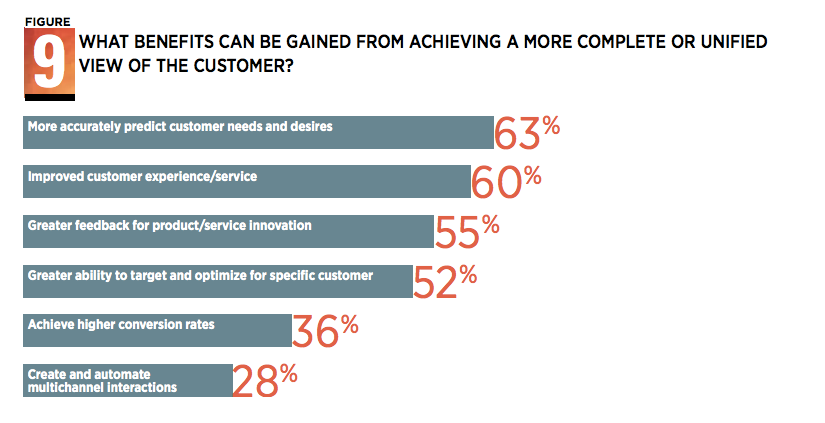 FIGURE
9
WHAT BENEFITS CAN BE GAINED FROM ACHIEVING A MORE COMPLETE OR UNIFIED
VIEW OF THE CUSTOMER?
More accurately predict customer needs and desires 63%
Improved customer experience/service 60%
Greater feedback for product/service innovation 55%
Greater ability to target and optimize for specific customer 52%
Achieve higher conversion rates 36%
Create and automate
multichannel interactions 28%